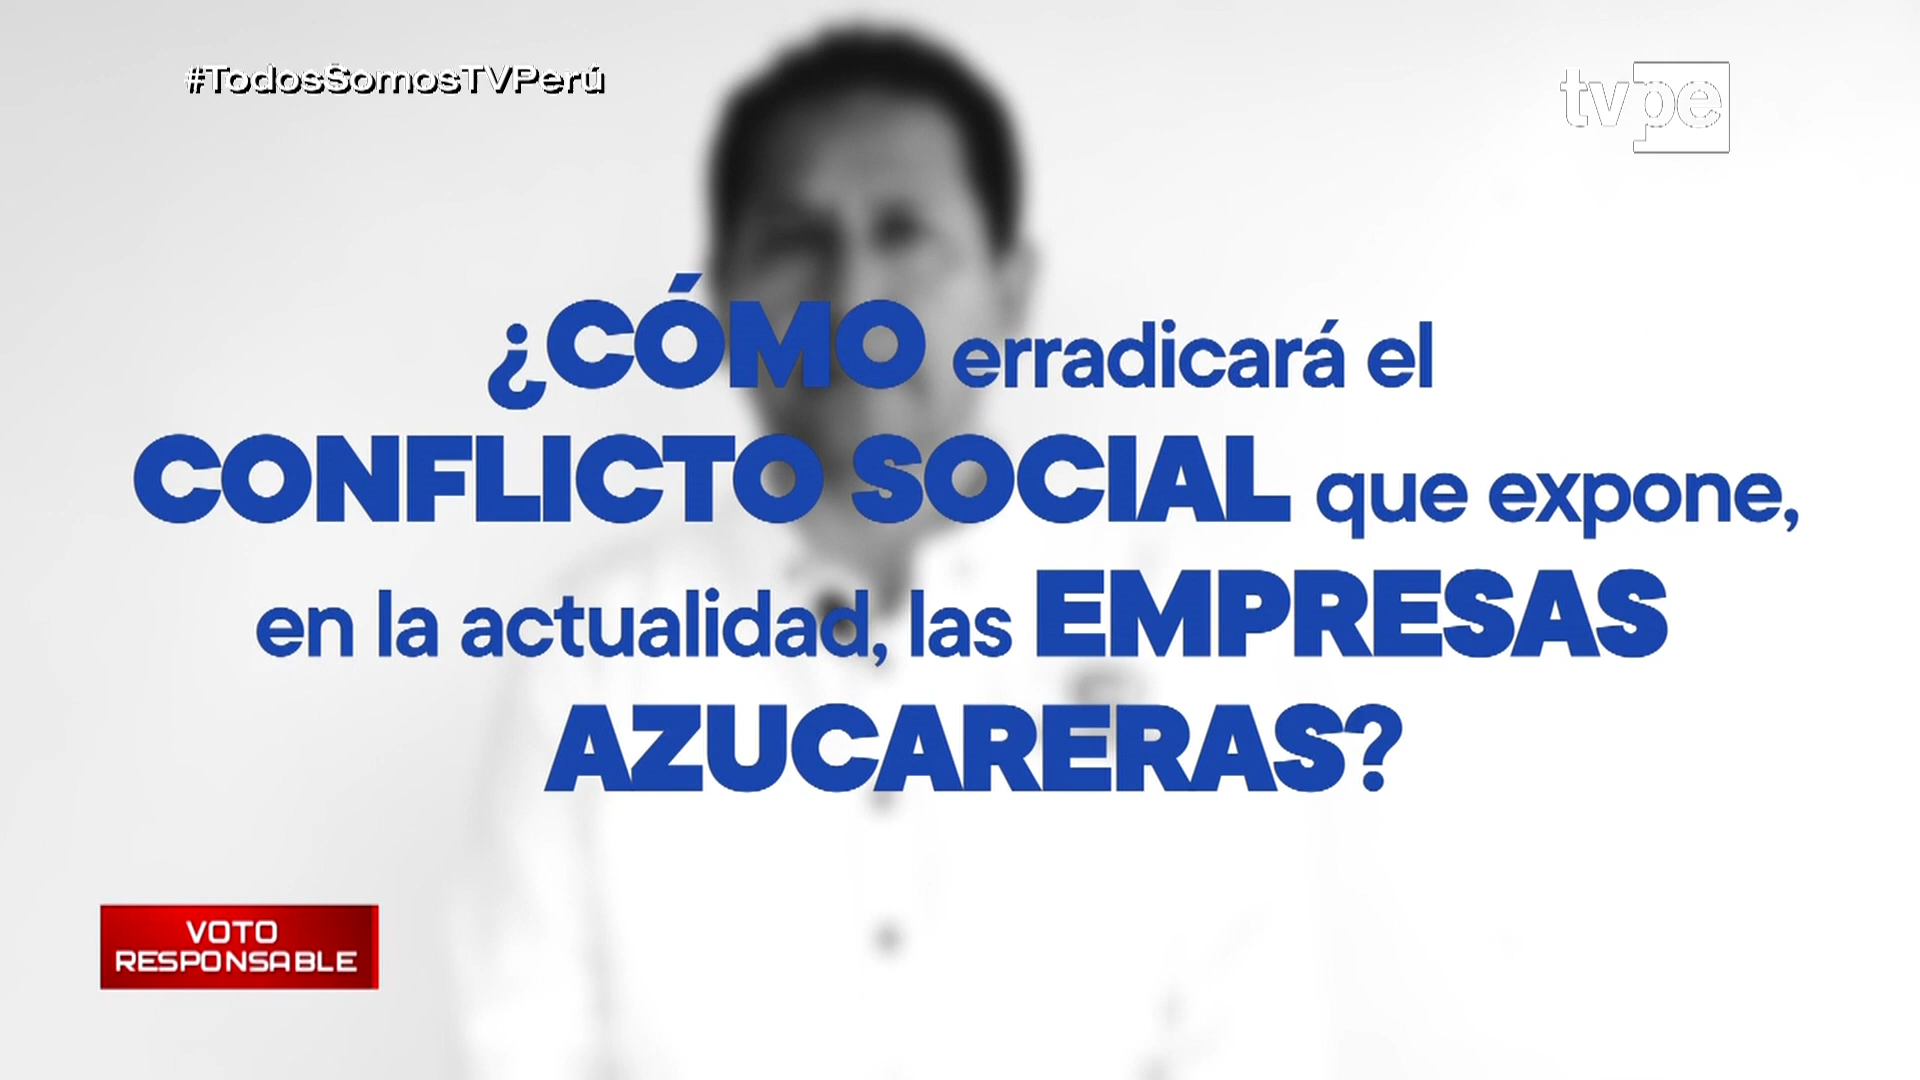 #TodosSomosTVPerú
tvpe
¿CÓMO erradicará el
CONFLICTO SOCIAL que expone,
en la actualidad, las EMPRESAS
AZUCARERAS?
VOTO
RESPONSABLE